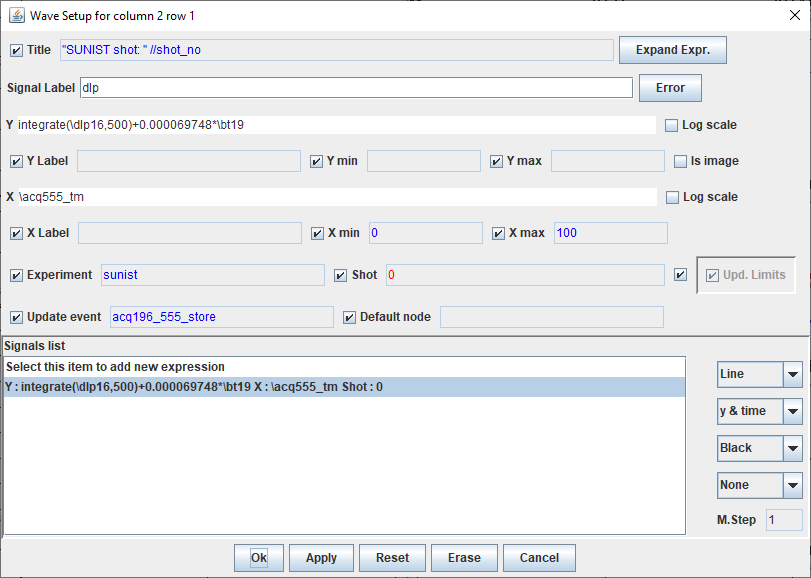 Wave Setup for column 2 row 1
Title "SUNIST shot: " //shot_no Expand Expr.
Signal Label dlp Error
Y integrate(\dlp16,500)+0.000069748*\bt19 Log scale
Y Label Y min Y max Is image
X \acq555_tm Log scale
X Label X min 0 X max 100
Experiment sunist Shot 0 Upd. Limits
Update event acq196_555_store Default node
Signals list
Select this item to add new expression
Y : integrate(\dlp16,500)+0.000069748*\bt19 X : \acq555_tm Shot : 0
Line
y & time
Black
None
M.Step 1
Ok Apply Reset Erase Cancel